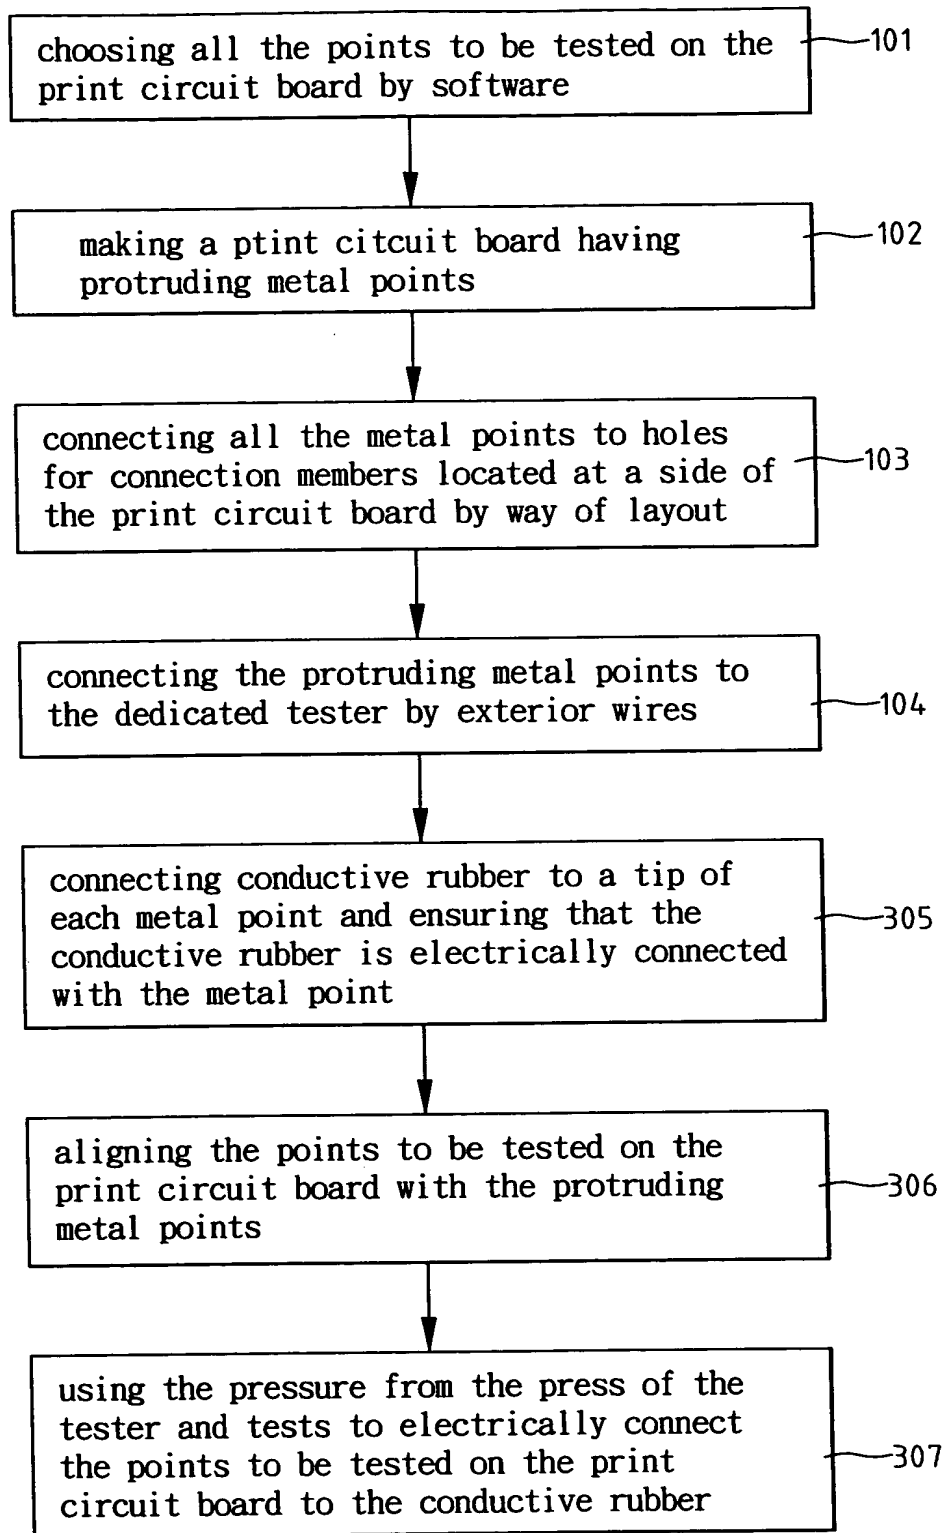 choosing all the points to be tested on the
print circuit board by software
101
making a ptint citcuit board having
protruding metal points
102
connecting all the metal points to holes
for connection members located at a side of
the print circuit board by way of layout
103
connecting the protruding metal points to
the dedicated tester by exterior wires
104
connecting conductive rubber to a tip of
each metal point and ensuring that the
conductive rubber is electrically connected
with the metal point
305
aligning the points to be tested on the
print circuit board with the protruding
metal points
306
using the pressure from the press of the
tester and tests to electrically connect
the points to be tested on the print
circuit board to the conductive rubber
307